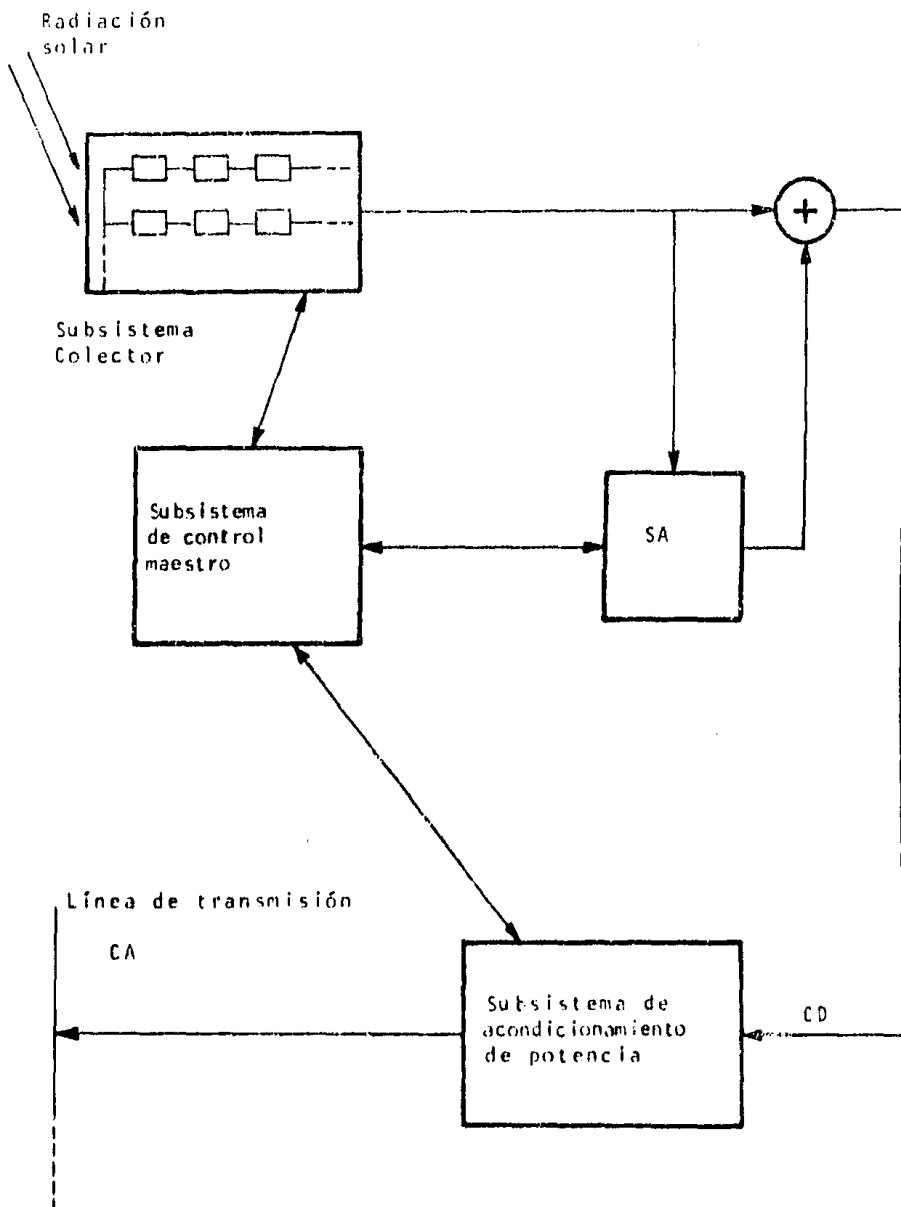 Radiación
solar
+
Subsistema
Colector
Subsistema
de control
maestro
SA
Línea de transmisión
CA
Subsistema de
acondicionamiento
de potencia
CD